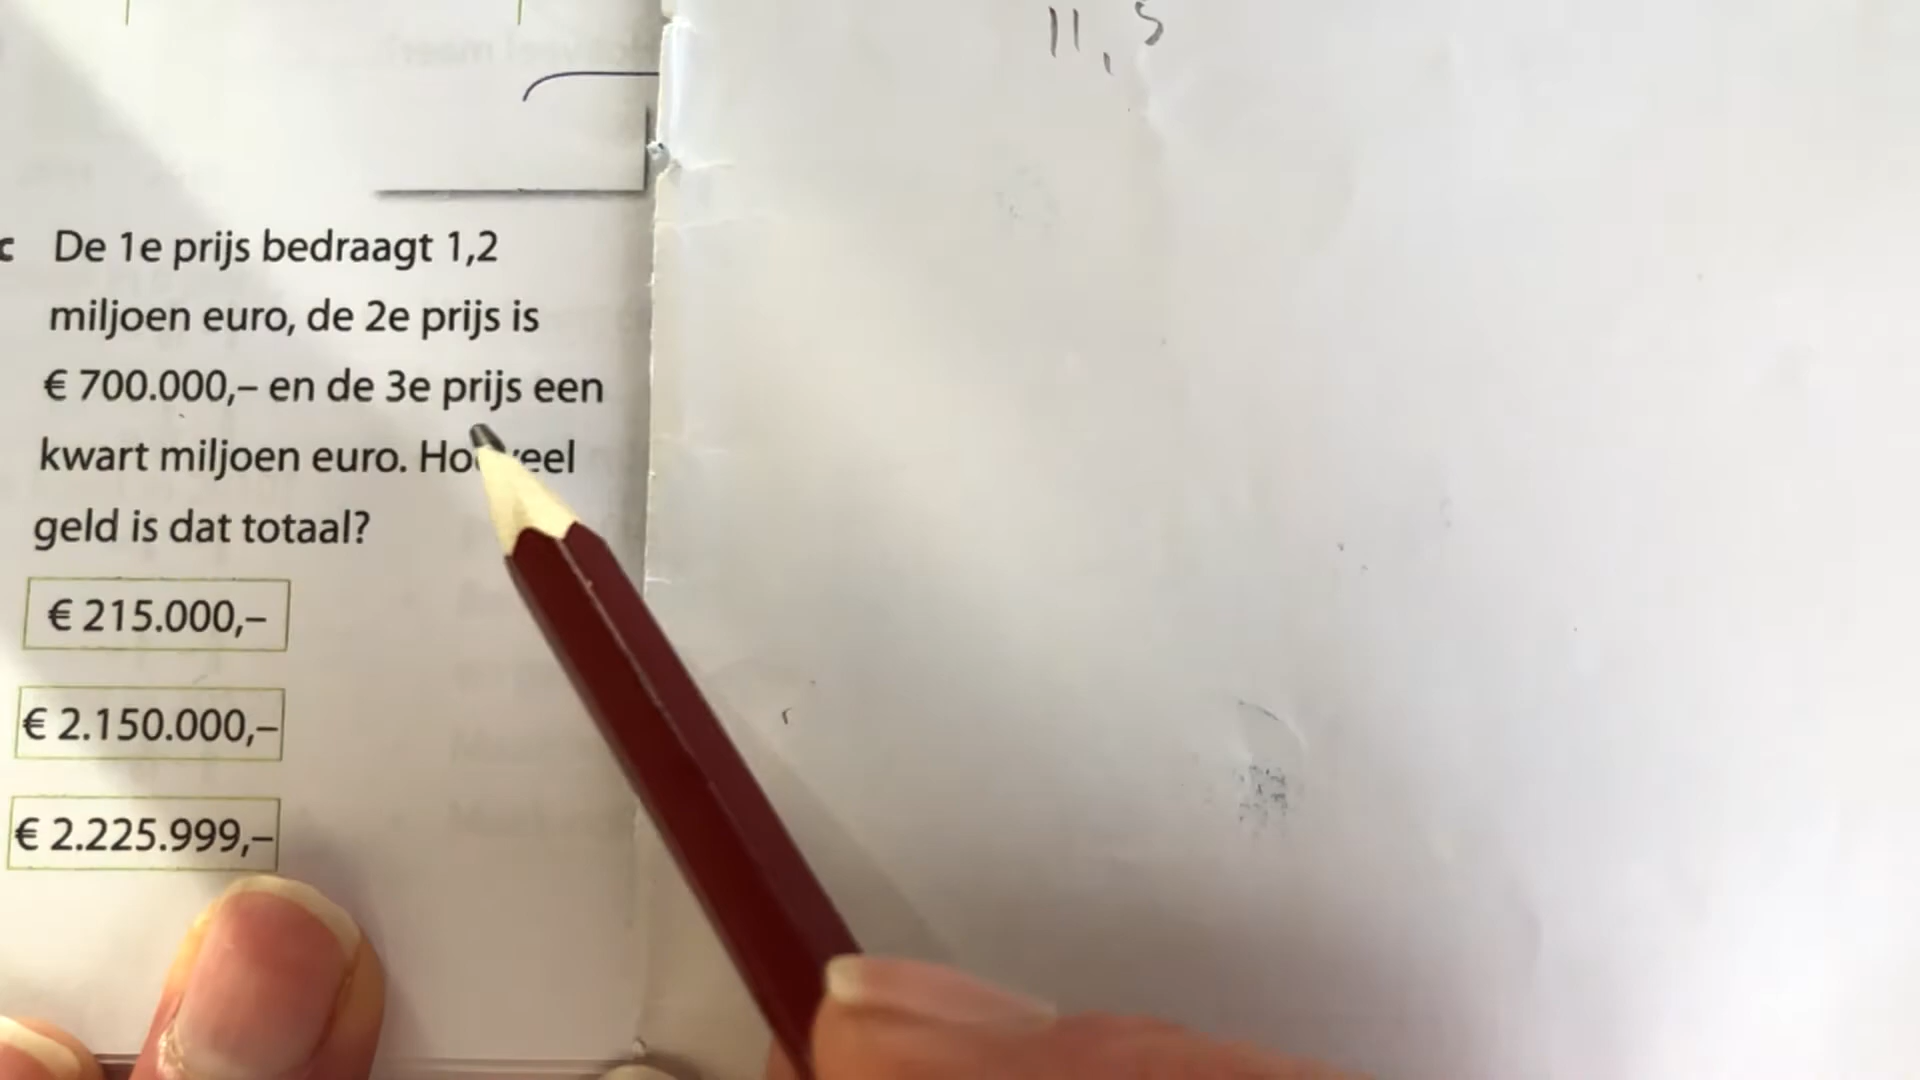 11,5
c De 1e prijs bedraagt 1,2
miljoen euro, de 2e prijs is
€ 700.000,– en de 3e prijs een
kwart miljoen euro.
geld is dat totaal?
€ 215.000,–
€ 2.150.000,–
€ 2.225.999,–